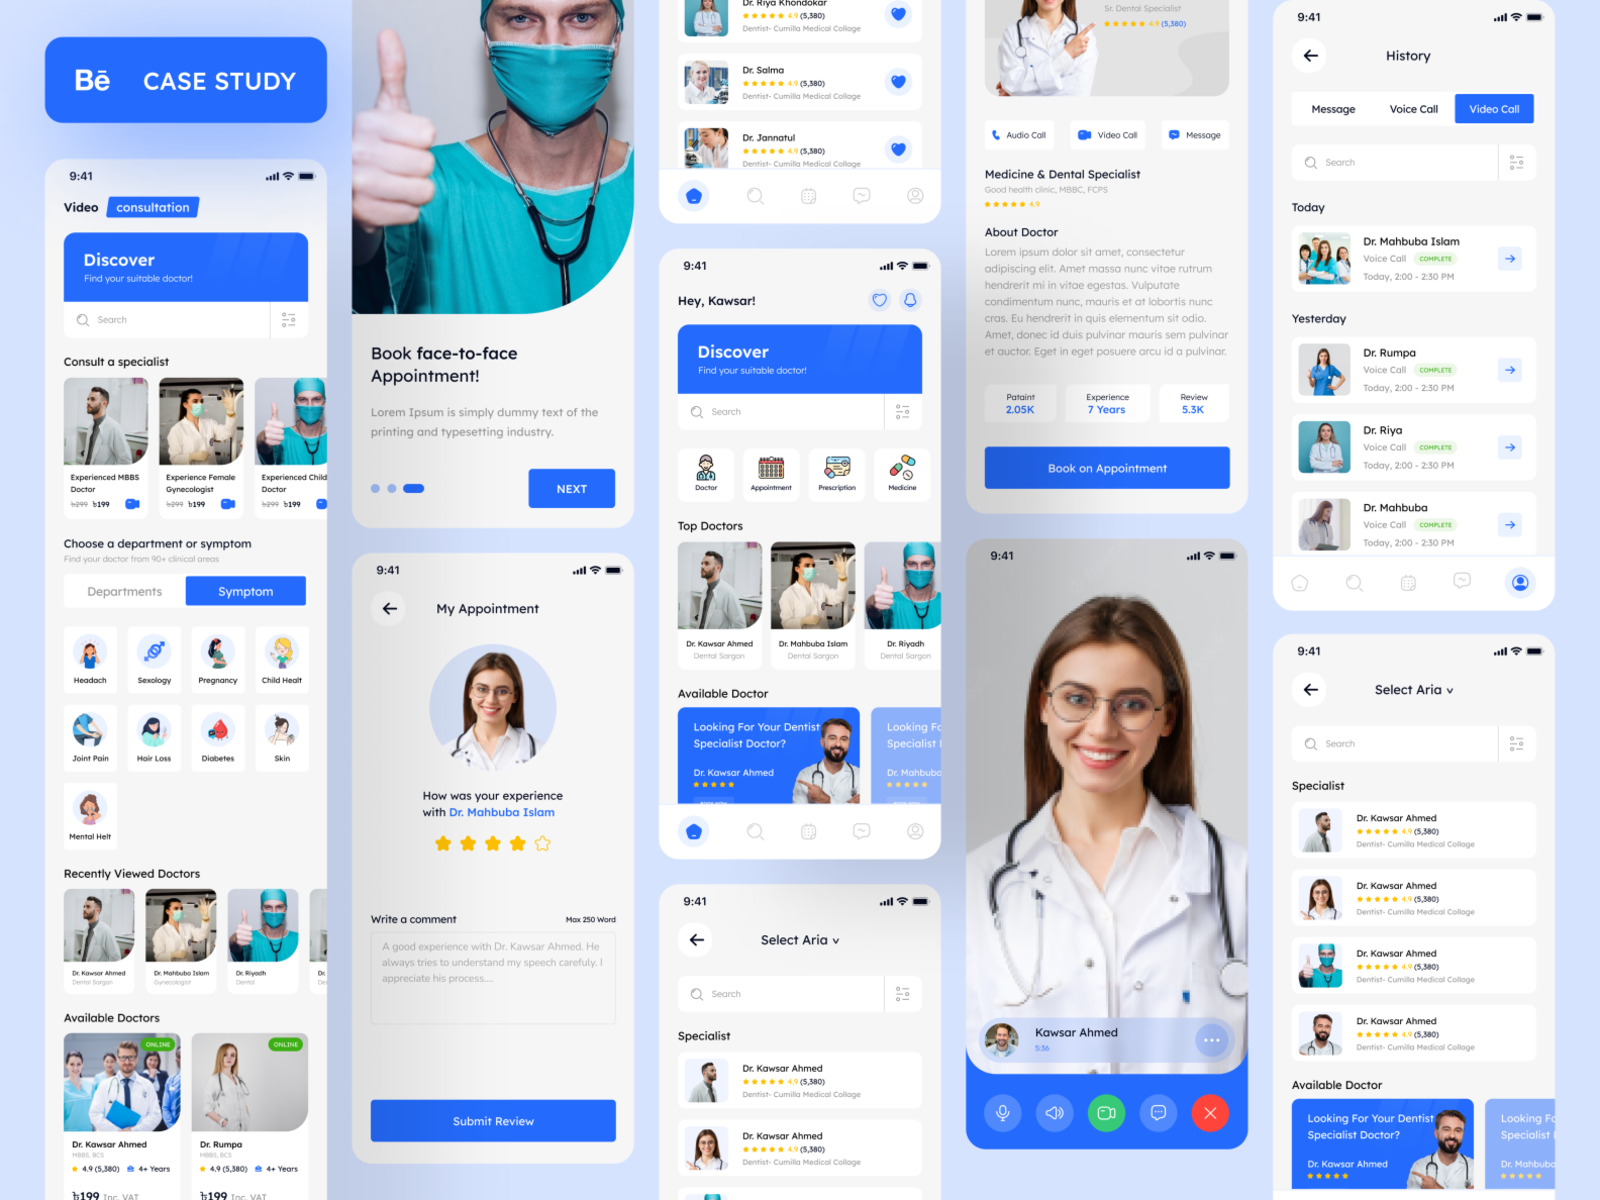 Bē CASE STUDY
9:41
Video consultation
Discover
Find your suitable doctor!
Search
Consult a specialist
Experienced MBBS
Doctor
৳299 ৳199
Experience Female
Gynecologist
৳299 ৳199
Experienced Child
Doctor
৳299 ৳199
Choose a department or symptom
Find your doctor from 90+ clinical areas
Departments Symptom
Headach Sexology Pregnancy Child Healt
Joint Pain Hair Loss Diabetes Skin
Mental Helt
Recently Viewed Doctors
Dr. Kawsar Ahmed
Dental Sargon
Dr. Mahbuba Islam
Gynecologist
Dr. Riyadh
Dental
Dr.
Available Doctors
ONLINE
Dr. Kawsar Ahmed
MBBS, BCS
4.9 (5,380) 4+ Years
৳199 Inc. VAT
ONLINE
Dr. Rumpa
MBBS, BCS
4.9 (5,380) 4+ Years
৳199 Inc. VAT
Book face-to-face
Appointment!
Lorem Ipsum is simply dummy text of the
printing and typesetting industry.
NEXT
9:41
My Appointment
How was your experience
with Dr. Mahbuba Islam
Write a comment Max 250 Word
A good experience with Dr. Kawsar Ahmed. He
always tries to understand my speech carefuly. I
appreciate his process....
Submit Review
Dr. Riya Khondokar
4.9 (5,380)
Dentist- Cumilla Medical Collage
Dr. Salma
4.9 (5,380)
Dentist- Cumilla Medical Collage
Dr. Jannatul
4.9 (5,380)
Dentist- Cumilla Medical Collage
9:41
Hey, Kawsar!
Discover
Find your suitable doctor!
Search
Doctor Appointment Prescription Medicine
Top Doctors
Dr. Kawsar Ahmed
Dental Sargon
Dr. Mahbuba Islam
Dental Sargon
Dr. Riyadh
Dental Sargon
Available Doctor
Looking For Your Dentist
Specialist Doctor?
Dr. Kawsar Ahmed
Looking Fo
Specialist
Dr. Mahbuba
9:41
Select Aria
Search
Specialist
Dr. Kawsar Ahmed
4.9 (5,380)
Dentist- Cumilla Medical Collage
Dr. Kawsar Ahmed
4.9 (5,380)
Dentist- Cumilla Medical Collage
Sr. Dental Specialist
4.9 (5,380)
Audio Call Video Call Message
Medicine & Dental Specialist
Good health clinic, MBBC, FCPS
4.9
About Doctor
Lorem ipsum dolor sit amet, consectetur
adipiscing elit. Amet massa nunc vitae rutrum
hendrerit mi in vitae egestas. Vulputate
condimentum nunc, mauris et at lobortis nunc
cras. Eu hendrerit in quis elementum sit odio.
Amet, donec id duis pulvinar mauris sem pulvinar
et auctor. Eget in eget posuere arcu id a pulvinar.
Pataint
2.05K
Experience
7 Years
Review
5.3K
Book on Appointment
9:41
Kawsar Ahmed
5:36
9:41
History
Message Voice Call Video Call
Search
Today
Dr. Mahbuba Islam
Voice Call COMPLETE
Today, 2:00 - 2:30 PM
Yesterday
Dr. Rumpa
Voice Call COMPLETE
Today, 2:00 - 2:30 PM
Dr. Riya
Voice Call COMPLETE
Today, 2:00 - 2:30 PM
Dr. Mahbuba
Voice Call COMPLETE
Today, 2:00 - 2:30 PM
9:41
Select Aria
Search
Specialist
Dr. Kawsar Ahmed
4.9 (5,380)
Dentist- Cumilla Medical Collage
Dr. Kawsar Ahmed
4.9 (5,380)
Dentist- Cumilla Medical Collage
Dr. Kawsar Ahmed
4.9 (5,380)
Dentist- Cumilla Medical Collage
Dr. Kawsar Ahmed
4.9 (5,380)
Dentist- Cumilla Medical Collage
Available Doctor
Looking For Your Dentist
Specialist Doctor?
Dr. Kawsar Ahmed
Looking Fo
Specialist
Dr. Mahbuba